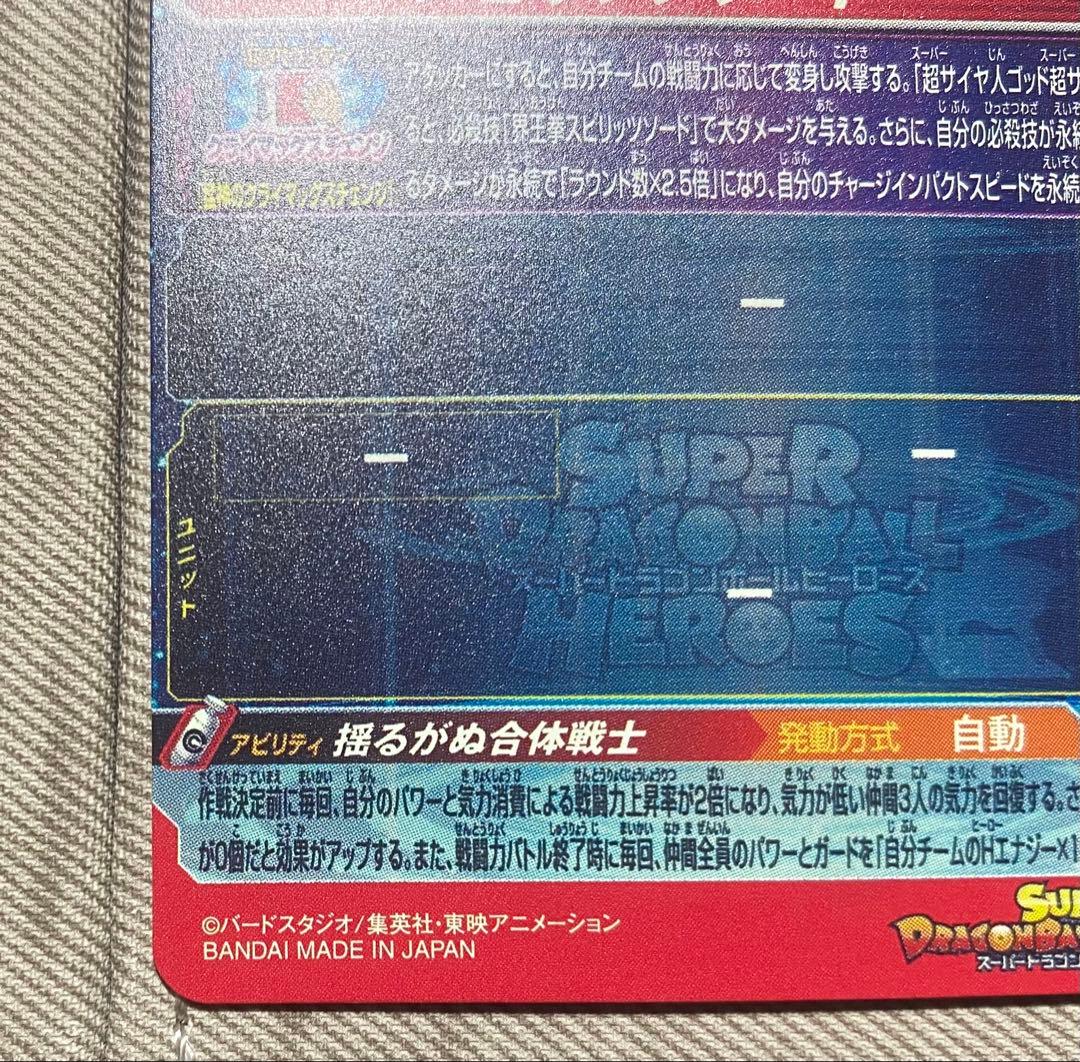 アタッカーにすると、自分チームの戦闘力に応じて変身し攻撃する。「超サイヤ人ゴッド超サ
ると、必殺技「界王拳スピリッツソード」で大ダメージを与える。さらに、自分の必殺技が永続
るダメージが永続で「ラウンド数×2.5倍」になり、自分のチャージインパクトスピードを永続
クライマックスチェンジ!
ユニット
SUPER
DRAGONBALL
スーパードラゴンボールヒーローズ
HEROES
アビリティ 揺るがぬ合体戦士 発動方式 自動
作戦決定前に毎回、自分のパワーと気力消費による戦闘力上昇率が2倍になり、気力が低い仲間3人の気力を回復する。さ
が0個だと効果がアップする。また、戦闘力バトル終了時に毎回、仲間全員のパワーとガードを「自分チームのHエナジー×1
©バードスタジオ/集英社・東映アニメーション
BANDAI MADE IN JAPAN
SU
DRAGONBA
スーパードラゴン